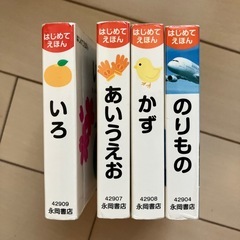 はじめて
えほん
いろ
42909
永岡書店
はじめて
えほん
あいうえお
42907
永岡書店
はじめて
えほん
かず
42908
永岡書店
はじめて
えほん
のりもの
42904
永岡書店